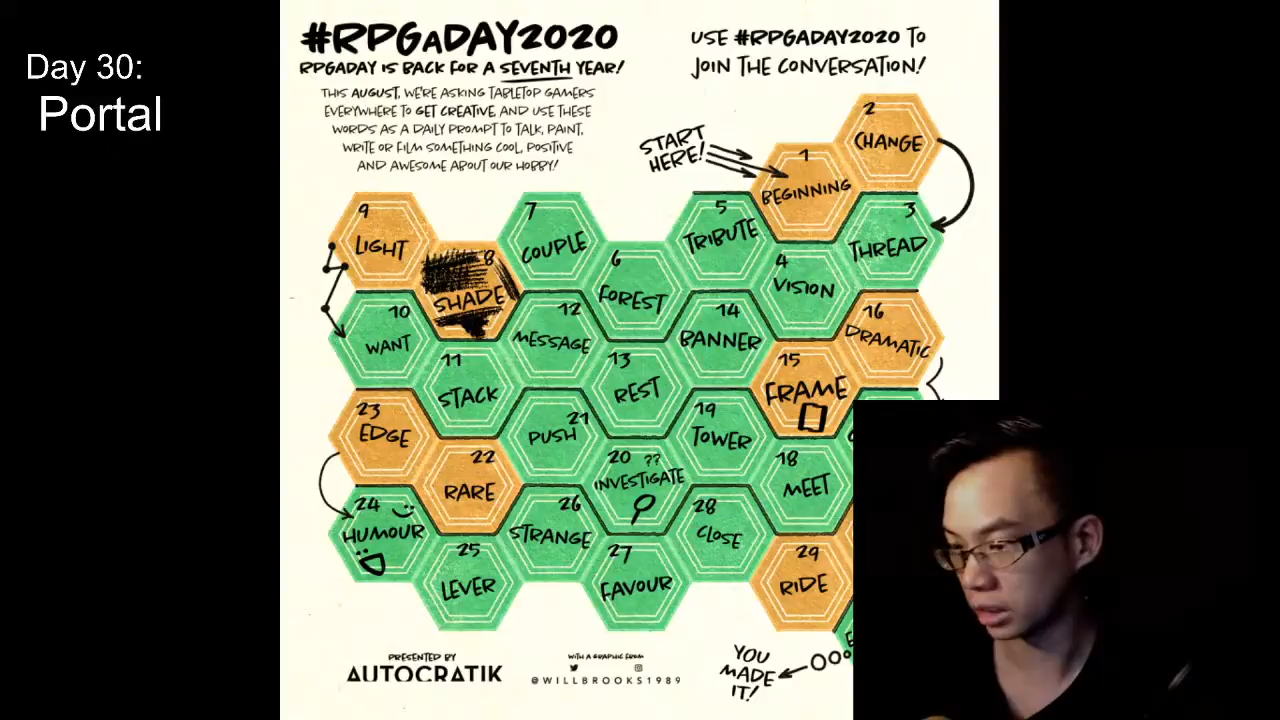 Day 30:
Portal
#RPGaDAY2020
RPGADAY IS BACK FOR A SEVENTH YEAR!
THIS AUGUST, WE'RE ASKING TABLETOP GAMERS
EVERYWHERE TO GET CREATIVE, AND USE THESE
WORDS AS A DAILY PROMPT TO TALK, PAINT,
WRITE OR FILM SOMETHING COOL, POSITIVE
AND AWESOME ABOUT OUR HOBBY!
USE #RPGADAY2020 TO
JOIN THE CONVERSATION!
START
HERE!
1
BEGINNING
2
CHANGE
3
THREAD
4
VISION
5
TRIBUTE
6
FOREST
7
COUPLE
8
SHADE
9
LIGHT
10
WANT
11
STACK
12
MESSAGE
13
REST
14
BANNER
15
FRAME
16
DRAMATIC
18
MEET
19
TOWER
20 ??
INVESTIGATE
21
PUSH
22
RARE
23
EDGE
24
HUMOUR
25
LEVER
26
STRANGE
27
FAVOUR
28
CLOSE
29
RIDE
YOU
MADE
IT!
PRESENTED BY
AUTOCRATIK
WITH A GRAPHIC FROM
@WILLBROOKS1989